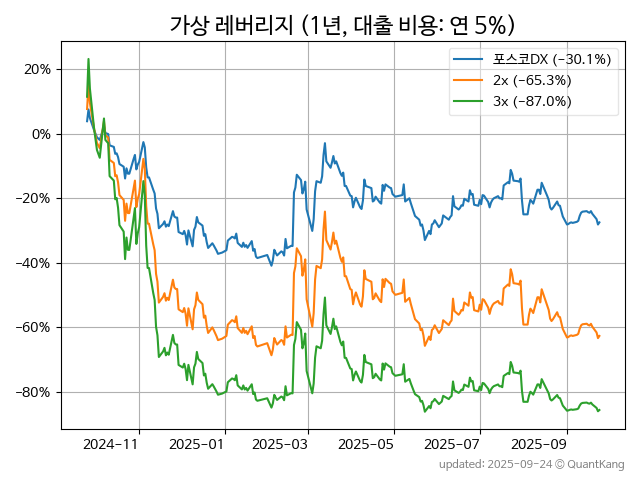 가상 레버리지 (1년, 대출 비용: 연 5%)
포스코DX (−30.1%)
2x (−65.3%)
3x (−87.0%)
20%
0%
−20%
−40%
−60%
−80%
2024-11
2025-01
2025-03
2025-05
2025-07
2025-09
updated: 2025-09-24 © QuantKang